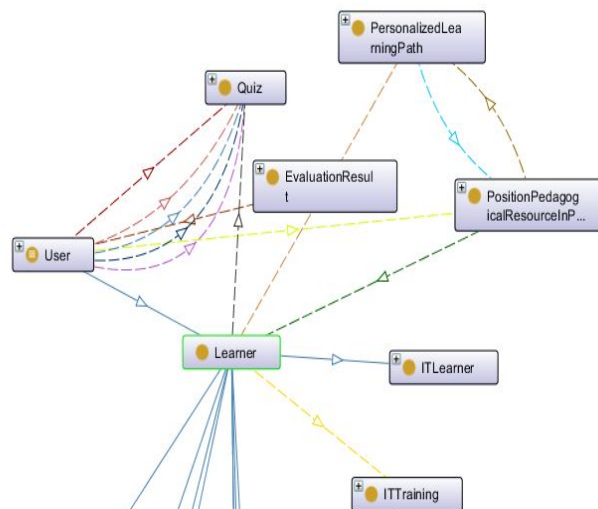 PersonalizedLea
rningPath
Quiz
EvaluationResul
t
PositionPedagog
icalResourceInP...
User
Learner
ITLearner
ITTraining